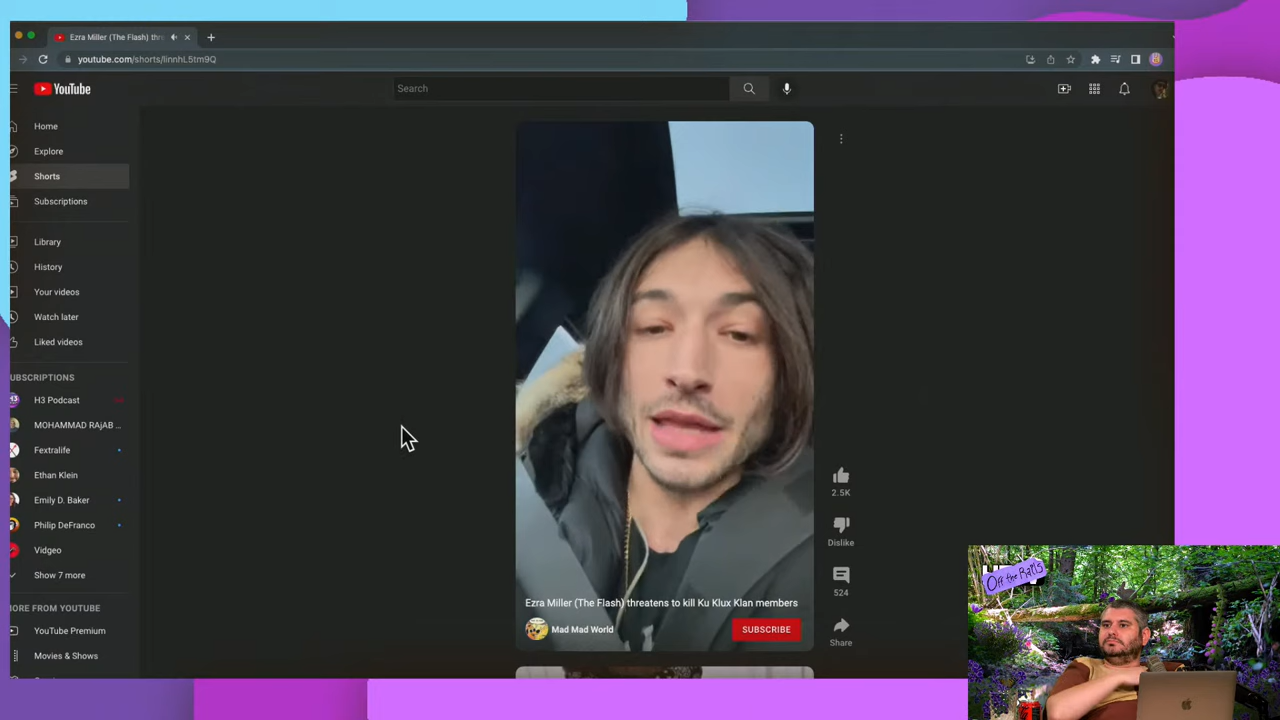 Ezra Miller (The Flash) thre
youtube.com/shorts/linnhL5tm9Q
YouTube
Search
Home
Explore
Shorts
Subscriptions
Library
History
Your videos
Watch later
Liked videos
UBSCRIPTIONS
H3 Podcast
MOHAMMAD RAjAB ...
Fextralife
Ethan Klein
Emily D. Baker
Philip DeFranco
Vidgeo
Show 7 more
ORE FROM YOUTUBE
YouTube Premium
Movies & Shows
2.5K
Dislike
524
Share
Ezra Miller (The Flash) threatens to kill Ku Klux Klan members
Mad Mad World
SUBSCRIBE
Off the Rails